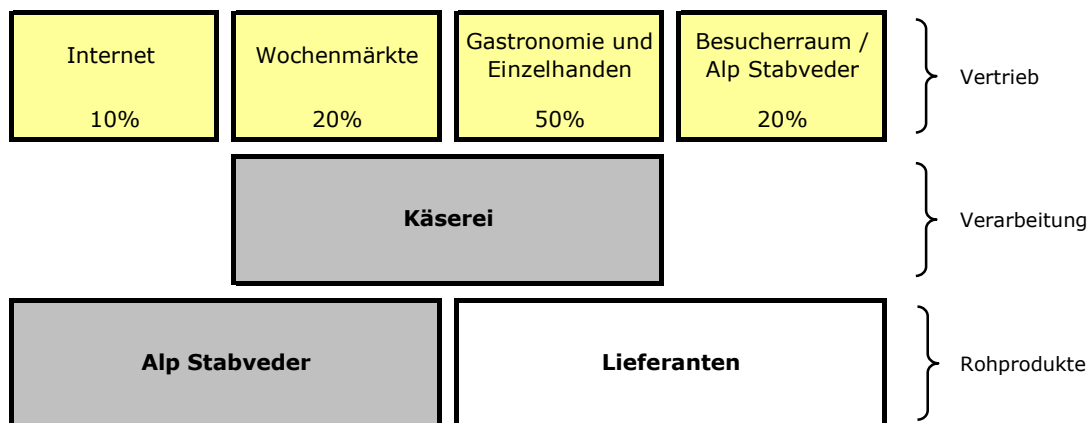 Internet
10%
Wochenmärkte
20%
Gastronomie und
Einzelhanden
50%
Besucherraum /
Alp Stabveder
20%
Vertrieb
Käserei
Verarbeitung
Alp Stabveder
Lieferanten
Rohprodukte